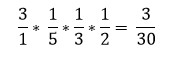 3/1 * 1/5 * 1/3 * 1/2 = 3/30